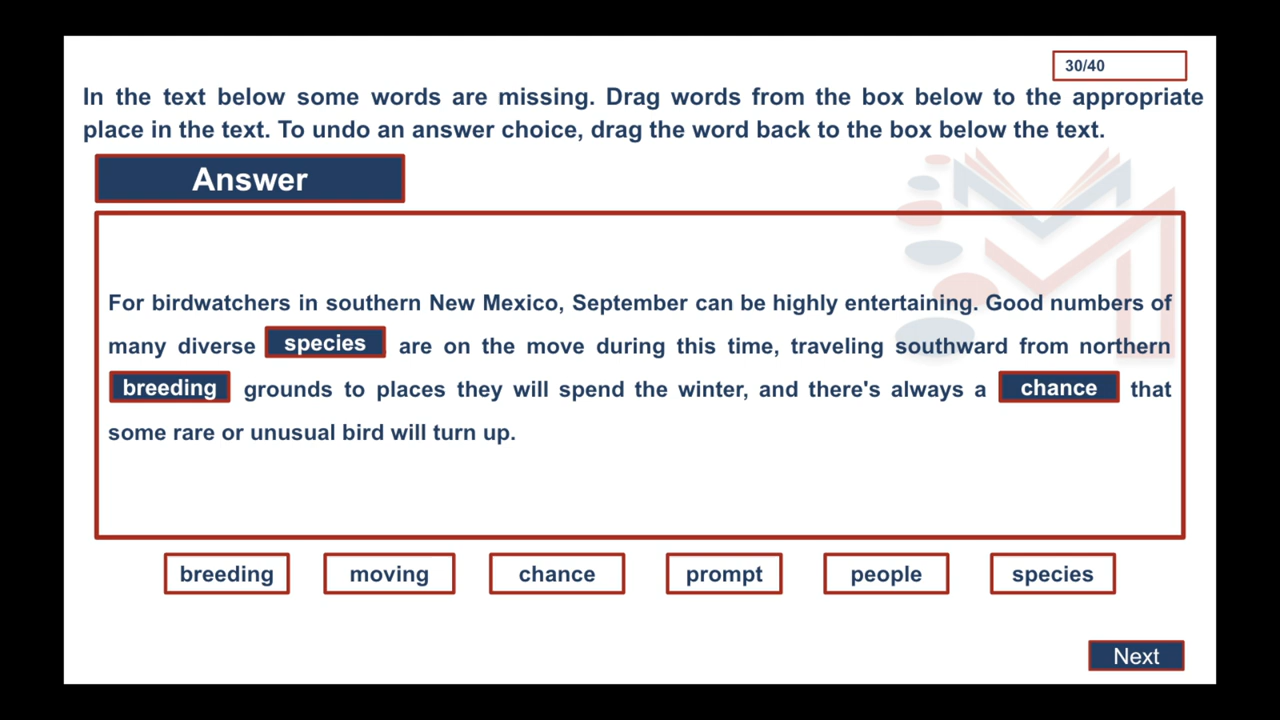 30/40
In the text below some words are missing. Drag words from the box below to the appropriate
place in the text. To undo an answer choice, drag the word back to the box below the text.
Answer
For birdwatchers in southern New Mexico, September can be highly entertaining. Good numbers of
many diverse species are on the move during this time, traveling southward from northern
breeding grounds to places they will spend the winter, and there's always a chance that
some rare or unusual bird will turn up.
breeding moving chance prompt people species
Next